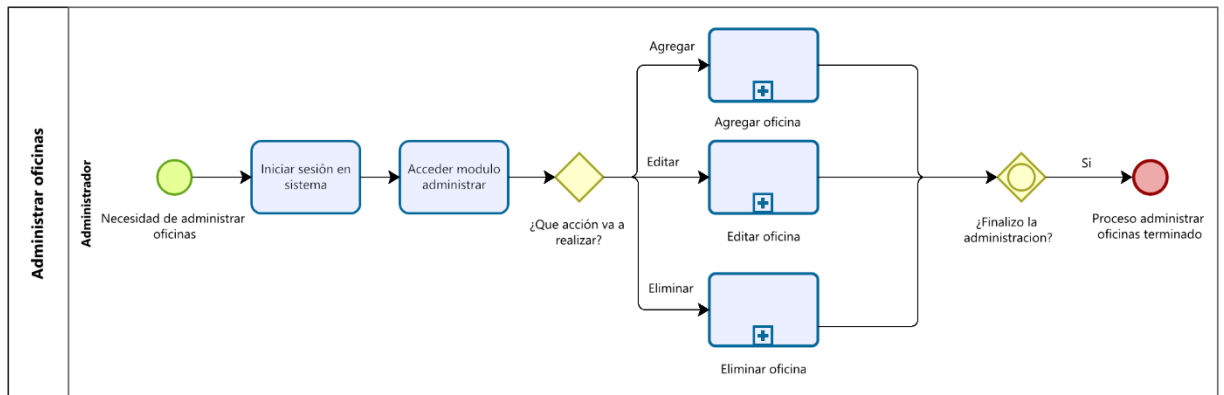 Administrar oficinas
Administrador
Necesidad de administrar
oficinas
Iniciar sesión en
sistema
Acceder modulo
administrar
¿Que acción va a
realizar?
Agregar
Agregar oficina
Editar
Editar oficina
Eliminar
Eliminar oficina
¿Finalizo la
administracion?
Si
Proceso administrar
oficinas terminado